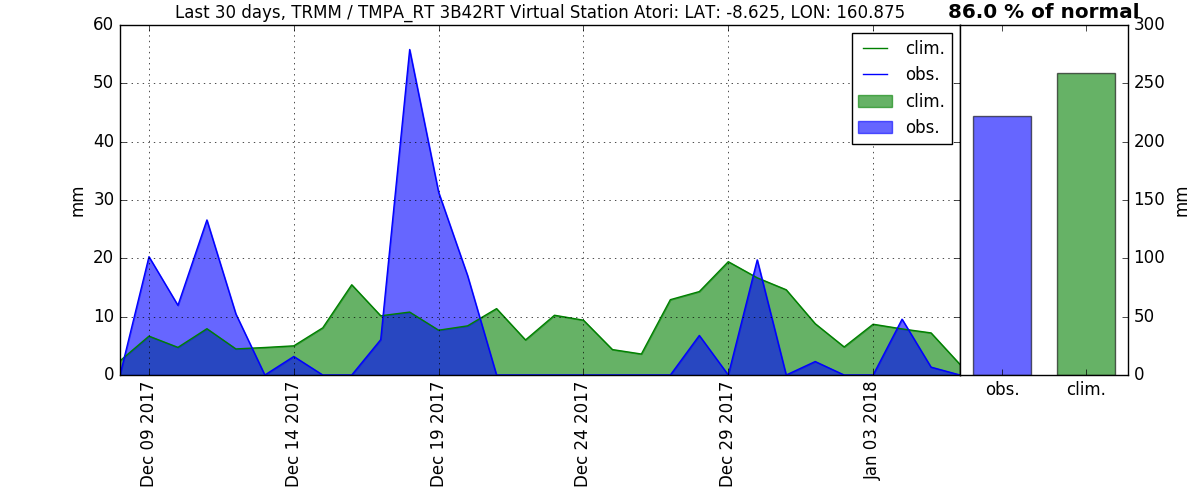 Last 30 days, TRMM / TMPA_RT 3B42RT Virtual Station Atori: LAT: -8.625, LON: 160.875
86.0 % of normal
60
50
40
30
20
10
0
mm
clim.
obs.
clim.
obs.
Dec 09 2017
Dec 14 2017
Dec 19 2017
Dec 24 2017
Dec 29 2017
Jan 03 2018
300
250
200
150
100
50
0
mm
obs.
clim.